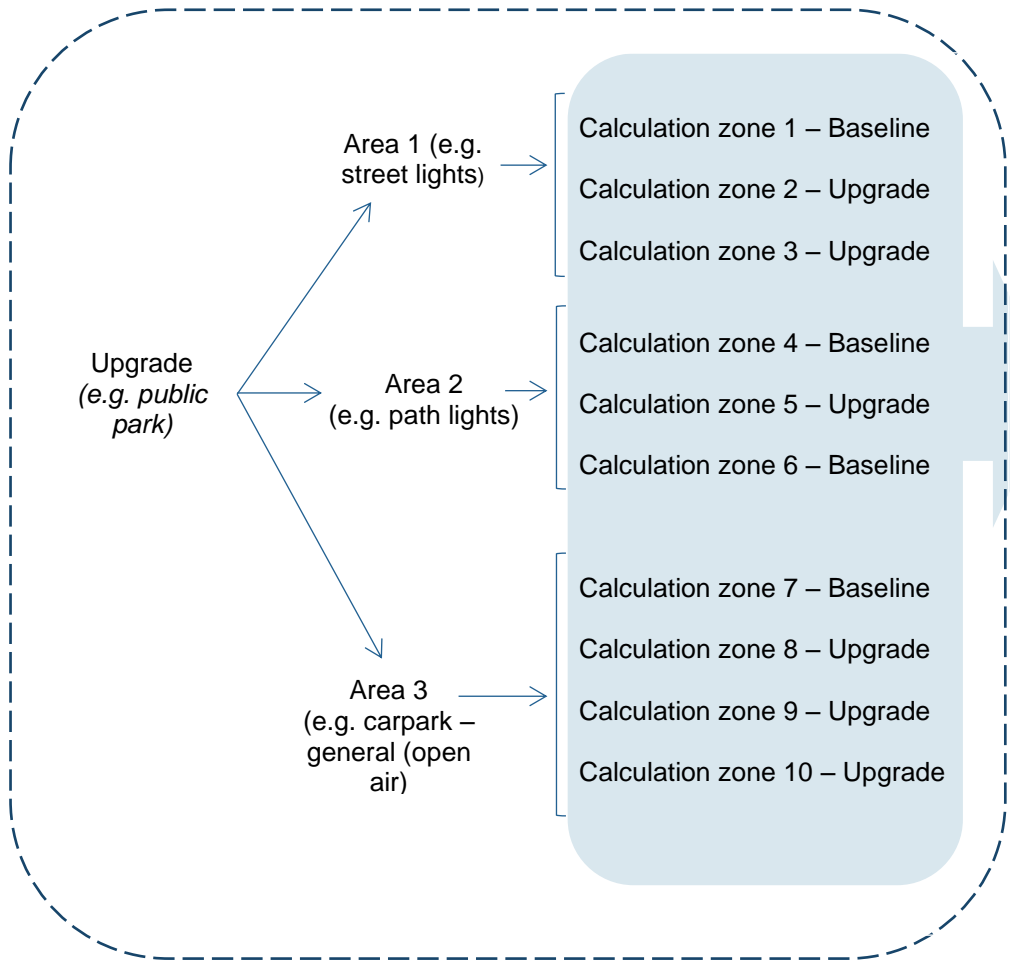 Upgrade
(e.g. public
park)
Area 1 (e.g.
street lights)
Calculation zone 1 – Baseline
Calculation zone 2 – Upgrade
Calculation zone 3 – Upgrade
Area 2
(e.g. path lights)
Calculation zone 4 – Baseline
Calculation zone 5 – Upgrade
Calculation zone 6 – Baseline
Area 3
(e.g. carpark –
general (open
air)
Calculation zone 7 – Baseline
Calculation zone 8 – Upgrade
Calculation zone 9 – Upgrade
Calculation zone 10 – Upgrade